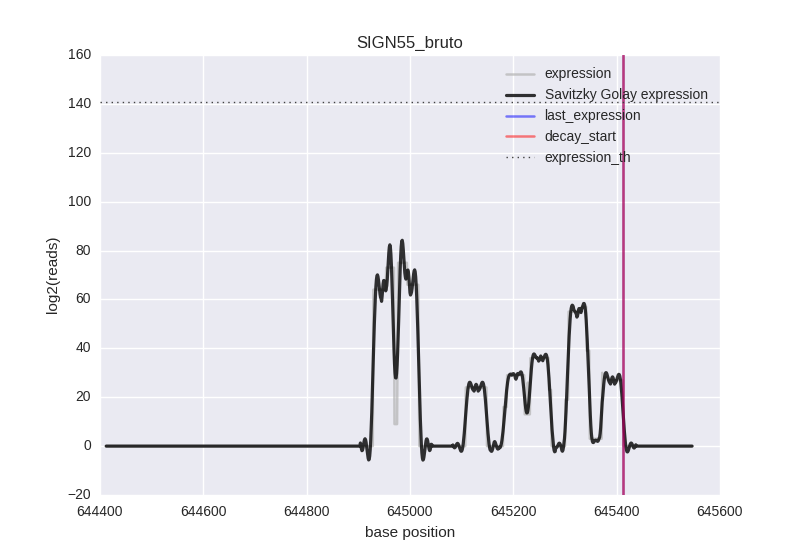 SIGN55_bruto
160
140
120
100
80
60
40
20
0
−20
log2(reads)
expression
Savitzky Golay expression
last_expression
decay_start
expression_th
644400 644600 644800 645000 645200 645400 645600
base position